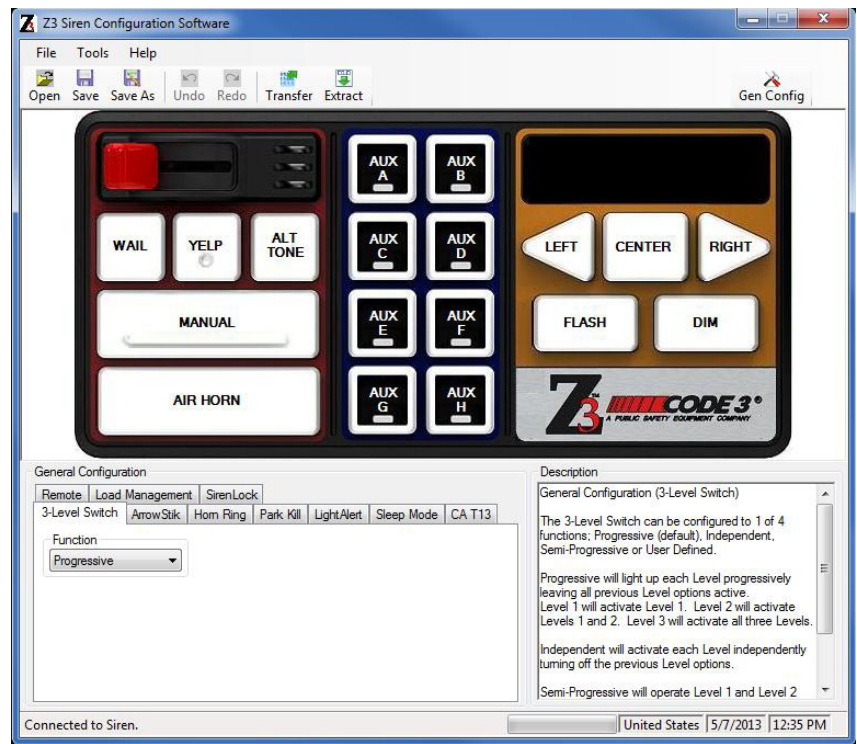 Z3 Siren Configuration Software
File Tools Help
Open Save Save As Undo Redo Transfer Extract Gen Config
AUX A
AUX B
WAIL YELP ALT TONE
AUX C
AUX D
LEFT CENTER RIGHT
MANUAL
AUX E
AUX F
FLASH DIM
AIR HORN
AUX G
AUX H
Z3™ CODE 3®
A PUBLIC SAFETY EQUIPMENT COMPANY
General Configuration
Remote Load Management SirenLock
3-Level Switch ArrowStik Horn Ring Park Kill LightAlert Sleep Mode CA T13
Function
Progressive
Description
General Configuration (3-Level Switch)
The 3-Level Switch can be configured to 1 of 4
functions; Progressive (default), Independent,
Semi-Progressive or User Defined.
Progressive will light up each Level progressively
leaving all previous Level options active.
Level 1 will activate Level 1. Level 2 will activate
Levels 1 and 2. Level 3 will activate all three Levels.
Independent will activate each Level independently
turning off the previous Level options.
Semi-Progressive will operate Level 1 and Level 2
Connected to Siren.
United States 5/7/2013 12:35 PM